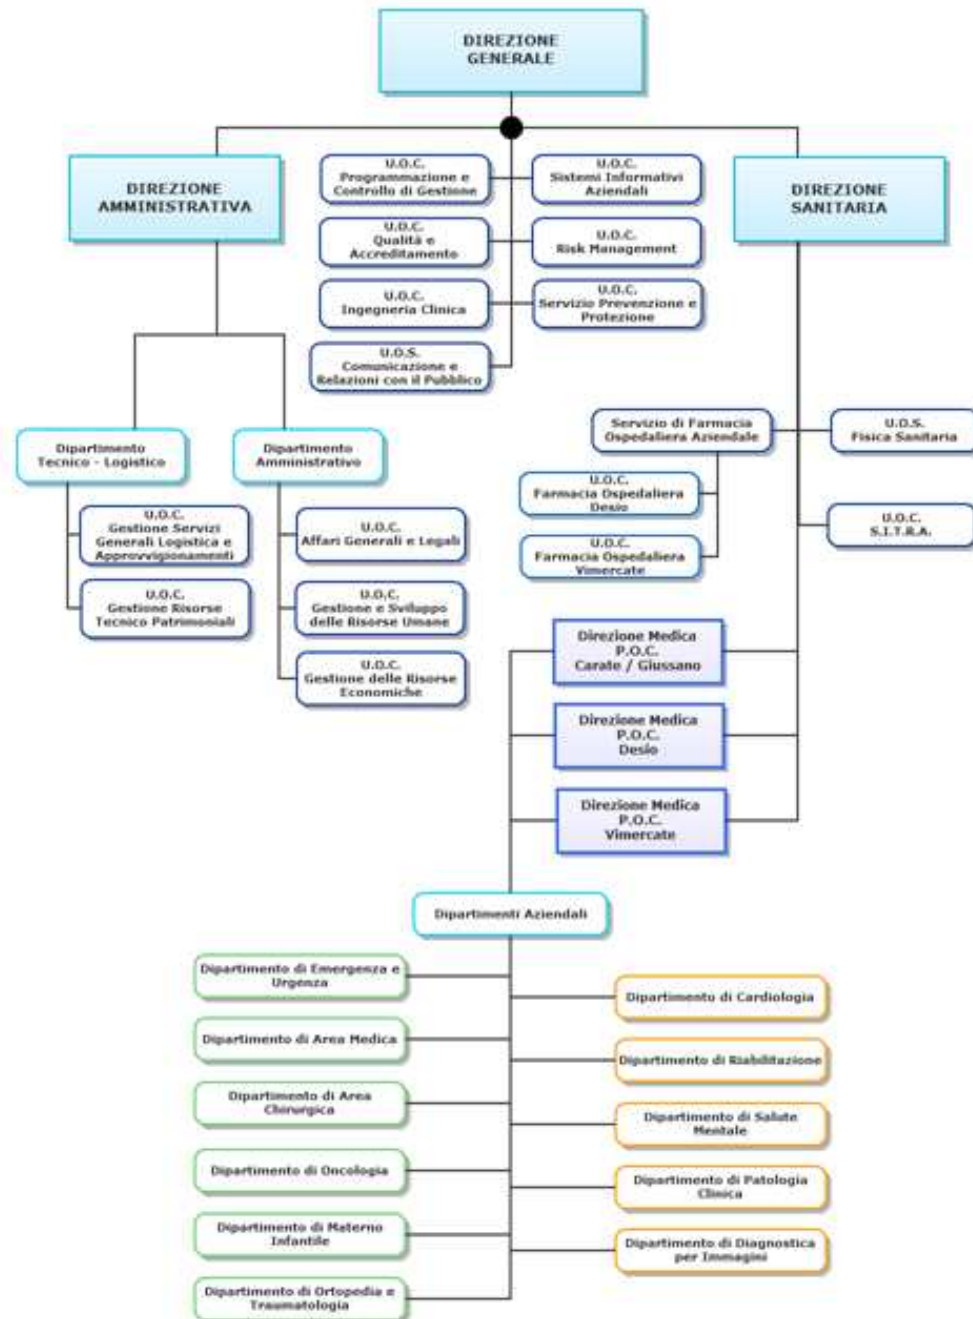 DIREZIONE
GENERALE
DIREZIONE
AMMINISTRATIVA
U.O.C.
Programmazione e
Controllo di Gestione
U.O.C.
Sistemi Informativi
Aziendali
DIREZIONE
SANITARIA
U.O.C.
Qualità e
Accreditamento
U.O.C.
Risk Management
U.O.C.
Ingegneria Clinica
U.O.C.
Servizio Prevenzione e
Protezione
U.O.S.
Comunicazione e
Relazioni con il Pubblico
Dipartimento
Tecnico - Logistico
Dipartimento
Amministrativo
Servizio di Farmacia
Ospedaliera Aziendale
U.O.S.
Fisica Sanitaria
U.O.C.
Gestione Servizi
Generali Logistica e
Approvvigionamenti
U.O.C.
Affari Generali e Legali
U.O.C.
Farmacia Ospedaliera
Desio
U.O.C.
S.I.T.R.A.
U.O.C.
Farmacia Ospedaliera
Vimercate
U.O.C.
Gestione Risorse
Tecnico Patrimoniali
U.O.C.
Gestione e Sviluppo
delle Risorse Umane
U.O.C.
Gestione delle Risorse
Economiche
Direzione Medica
P.O.C.
Carate / Giussano
Direzione Medica
P.O.C.
Desio
Direzione Medica
P.O.C.
Vimercate
Dipartimenti Aziendali
Dipartimento di Emergenza e
Urgenza
Dipartimento di Cardiologia
Dipartimento di Area Medica
Dipartimento di Riabilitazione
Dipartimento di Area
Chirurgica
Dipartimento di Salute
Mentale
Dipartimento di Oncologia
Dipartimento di Patologia
Clinica
Dipartimento di Materno
Infantile
Dipartimento di Diagnostica
per Immagini
Dipartimento di Ortopedia e
Traumatologia